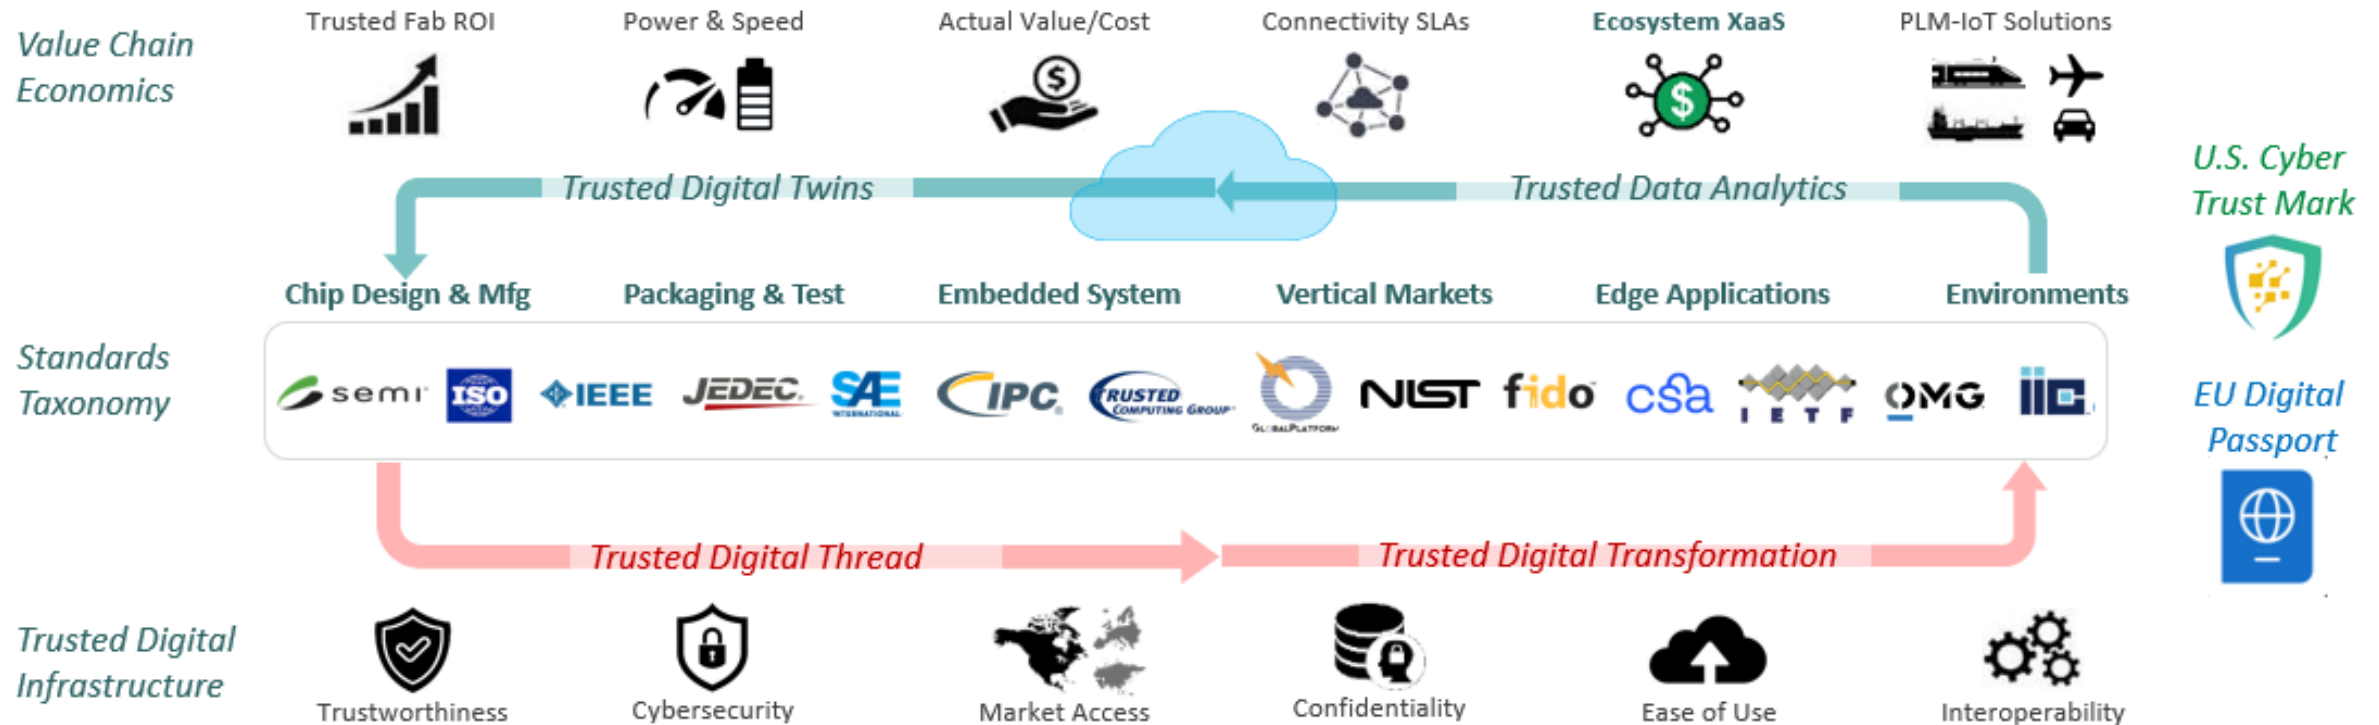 Value Chain
Economics
Trusted Fab ROI
Power & Speed
Actual Value/Cost
Connectivity SLAs
Ecosystem XaaS
PLM-IoT Solutions
$
$
Trusted Digital Twins
Trusted Data Analytics
U.S. Cyber
Trust Mark
Chip Design & Mfg
Packaging & Test
Embedded System
Vertical Markets
Edge Applications
Environments
Standards
Taxonomy
semi
ISO
IEEE
JEDEC.
SAE
INTERNATIONAL
IPC
TRUSTED
COMPUTING GROUP
GLOBALPLATFORM
NIST
fido
csa
IETF
OMG
iic
EU Digital
Passport
Trusted Digital Thread
Trusted Digital Transformation
Trusted Digital
Infrastructure
Trustworthiness
Cybersecurity
Market Access
Confidentiality
Ease of Use
Interoperability